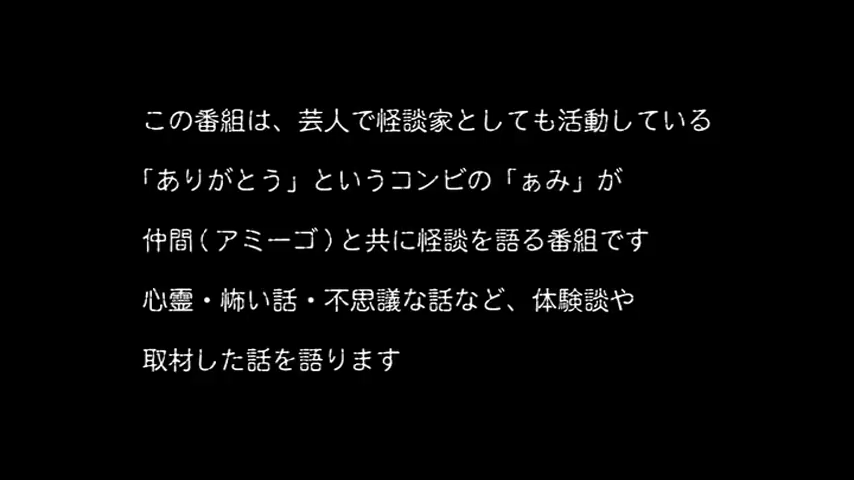 この番組は、芸人で怪談家としても活動している
「ありがとう」というコンビの「ぁみ」が
仲間(アミーゴ)と共に怪談を語る番組です
心霊・怖い話・不思議な話など、体験談や
取材した話を語ります